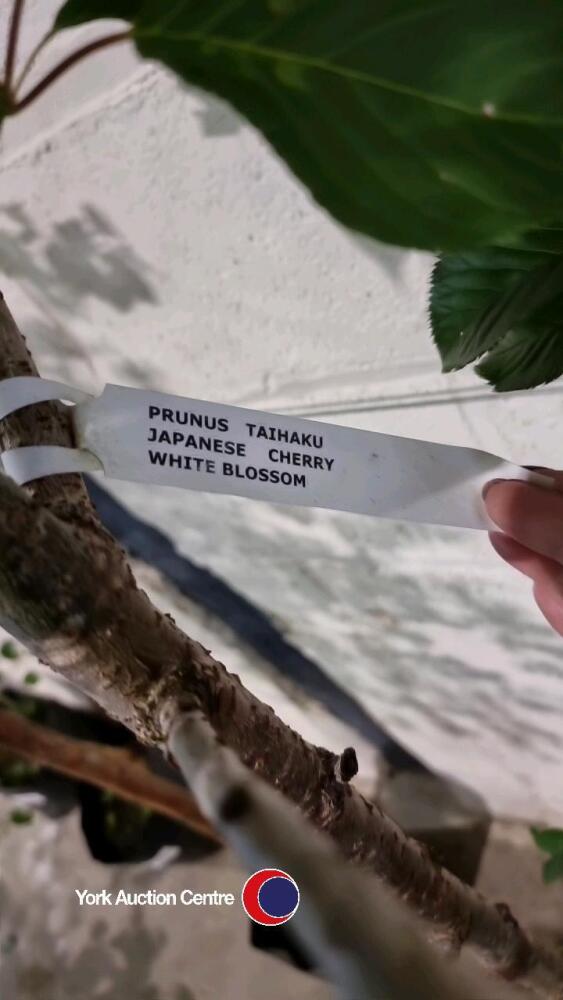 PRUNUS TAIHAKU
JAPANESE CHERRY
WHITE BLOSSOM
York Auction Centre